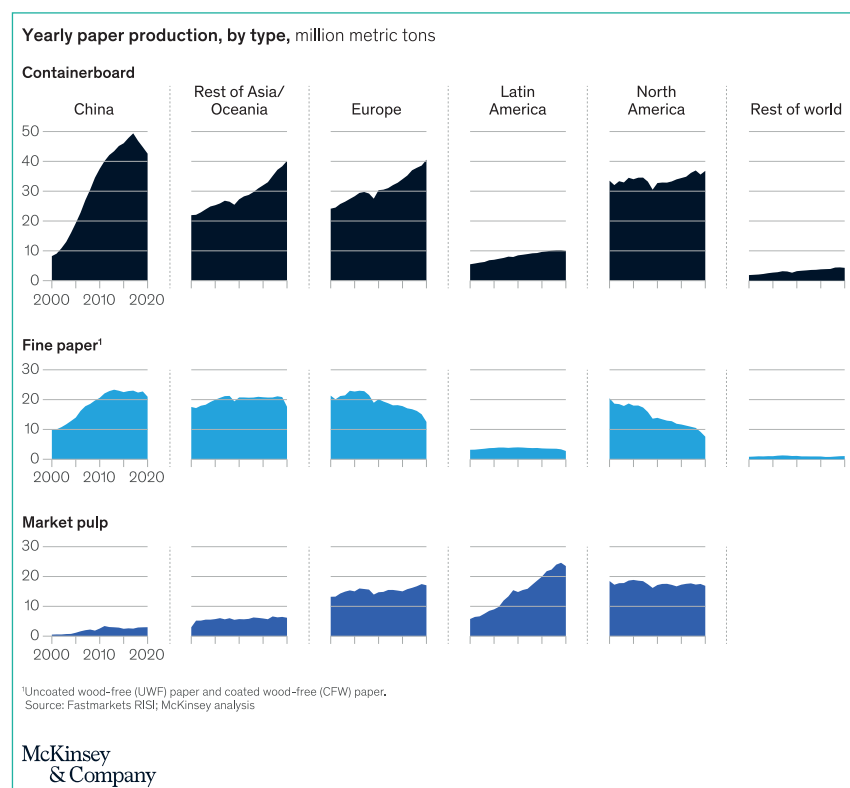 Yearly paper production, by type, million metric tons
Containerboard
China
Rest of Asia/
Oceania
Europe
Latin
America
North
America
Rest of world
50
40
30
20
10
0
2000 2010 2020
Fine paper¹
30
20
10
0
2000 2010 2020
Market pulp
30
20
10
0
2000 2010 2020
¹Uncoated wood-free (UWF) paper and coated wood-free (CFW) paper.
Source: Fastmarkets RISI; McKinsey analysis
McKinsey
& Company